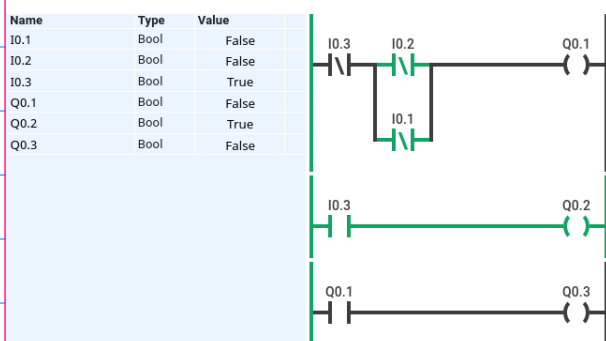 Name Type Value
I0.1 Bool False
I0.2 Bool False
I0.3 Bool True
Q0.1 Bool False
Q0.2 Bool True
Q0.3 Bool False
I0.3 I0.2 Q0.1
I0.1
I0.3 Q0.2
Q0.1 Q0.3